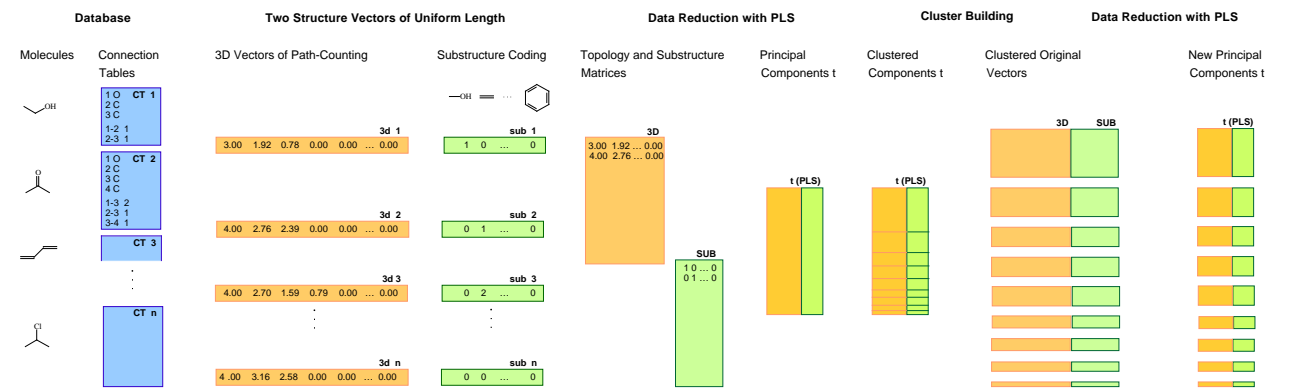 Database
Two Structure Vectors of Uniform Length
Data Reduction with PLS
Cluster Building
Data Reduction with PLS
Molecules
Connection
Tables
3D Vectors of Path-Counting
Substructure Coding
Topology and Substructure
Matrices
Principal
Components t
Clustered
Components t
Clustered Original
Vectors
New Principal
Components t
OH
1 O CT 1
2 C
3 C
1-2 1
2-3 1
OH ...
3d 1
3.00 1.92 0.78 0.00 0.00 ... 0.00
sub 1
1 0 ... 0
3D
3.00 1.92 ... 0.00
4.00 2.76 ... 0.00
3D SUB
t (PLS)
O
1 O CT 2
2 C
3 C
4 C
1-3 2
2-3 1
3-4 1
t (PLS)
t (PLS)
3d 2
4.00 2.76 2.39 0.00 0.00 ... 0.00
sub 2
0 1 ... 0
CT 3
SUB
1 0 ... 0
0 1 ... 0
3d 3
4.00 2.70 1.59 0.79 0.00 ... 0.00
sub 3
0 2 ... 0
Cl
CT n
3d n
4 .00 3.16 2.58 0.00 0.00 ... 0.00
sub n
0 0 ... 0